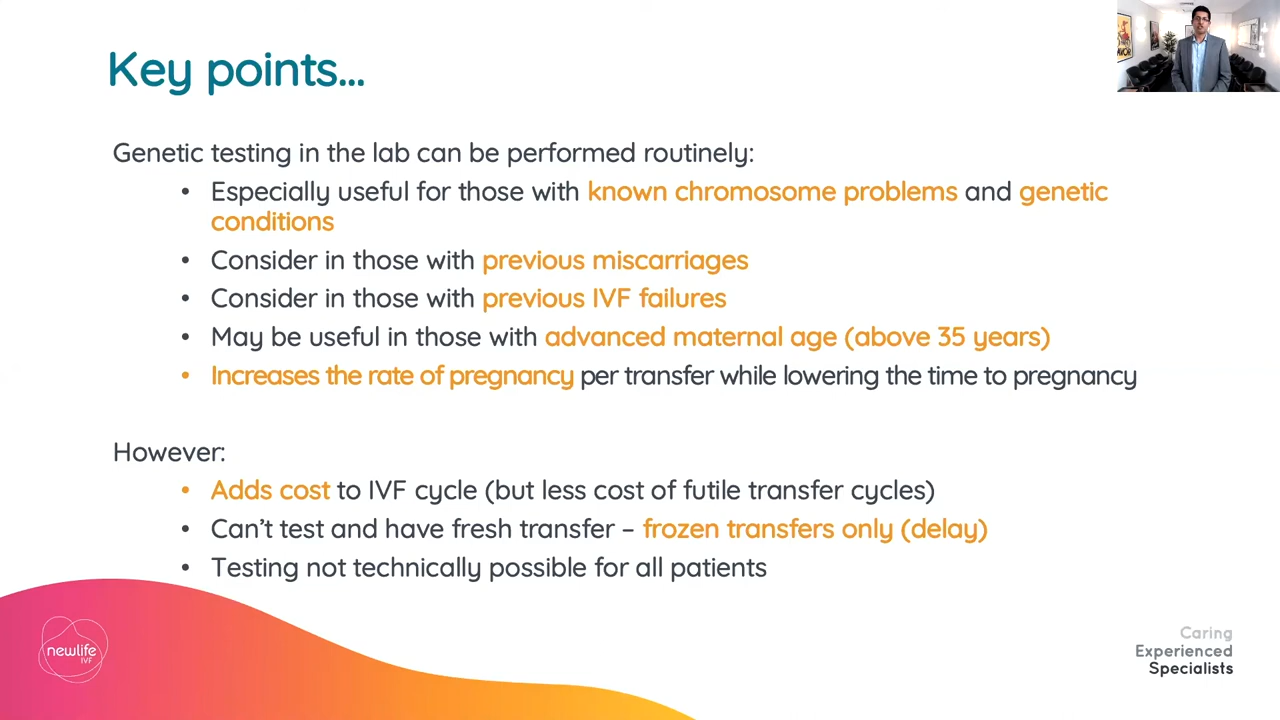 Key points...
Genetic testing in the lab can be performed routinely:
• Especially useful for those with known chromosome problems and genetic
conditions
• Consider in those with previous miscarriages
• Consider in those with previous IVF failures
• May be useful in those with advanced maternal age (above 35 years)
• Increases the rate of pregnancy per transfer while lowering the time to pregnancy
However:
• Adds cost to IVF cycle (but less cost of futile transfer cycles)
• Can't test and have fresh transfer – frozen transfers only (delay)
• Testing not technically possible for all patients
newlife
IVF
Caring
Experienced
Specialists